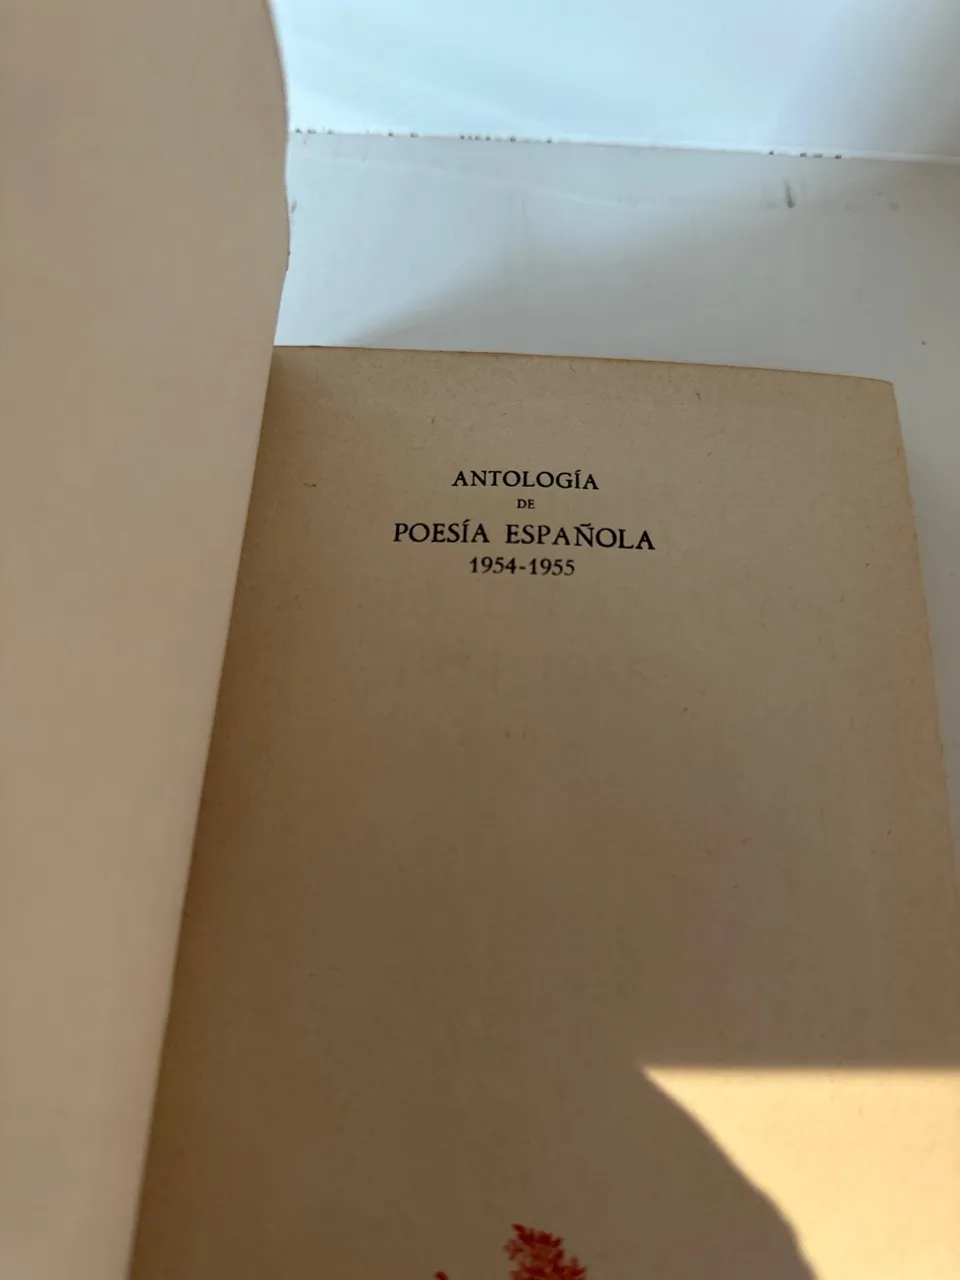 ANTOLOGÍA
DE
POESÍA ESPAÑOLA
1954-1955